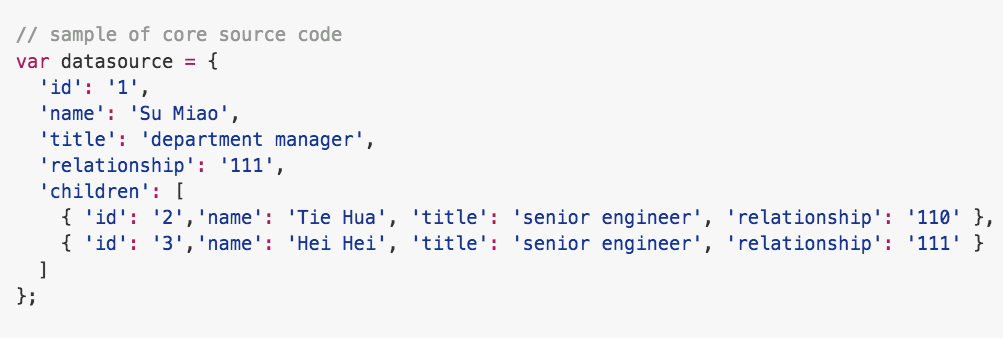 // sample of core source code
var datasource = {
  'id': '1',
  'name': 'Su Miao',
  'title': 'department manager',
  'relationship': '111',
  'children': [
    { 'id': '2','name': 'Tie Hua', 'title': 'senior engineer', 'relationship': '110' },
    { 'id': '3','name': 'Hei Hei', 'title': 'senior engineer', 'relationship': '111' }
  ]
};